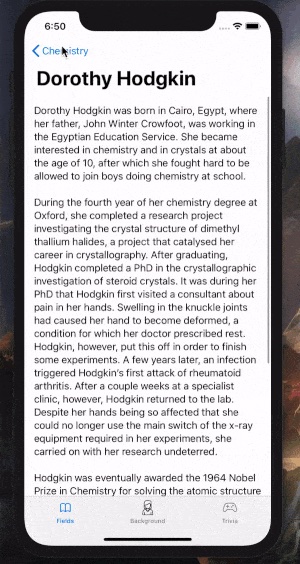 6:50
Chemistry
Dorothy Hodgkin
Dorothy Hodgkin was born in Cairo, Egypt, where
her father, John Winter Crowfoot, was working in
the Egyptian Education Service. She became
interested in chemistry and in crystals at about
the age of 10, after which she fought hard to be
allowed to join boys doing chemistry at school.
During the fourth year of her chemistry degree at
Oxford, she completed a research project
investigating the crystal structure of dimethyl
thallium halides, a project that catalysed her
career in crystallography. After graduating,
Hodgkin completed a PhD in the crystallographic
investigation of steroid crystals. It was during her
PhD that Hodgkin first visited a consultant about
pain in her hands. Swelling in the knuckle joints
had caused her hand to become deformed, a
condition for which her doctor prescribed rest.
Hodgkin, however, put this off in order to finish
some experiments. A few years later, an infection
triggered Hodgkin's first attack of rheumatoid
arthritis. After a couple weeks at a specialist
clinic, however, Hodgkin returned to the lab.
Despite her hands being so affected that she
could no longer use the main switch of the x-ray
equipment required in her experiments, she
carried on with her research undeterred.
Hodgkin was eventually awarded the 1964 Nobel
Prize in Chemistry for solving the atomic structure
Fields
Background
Trivia